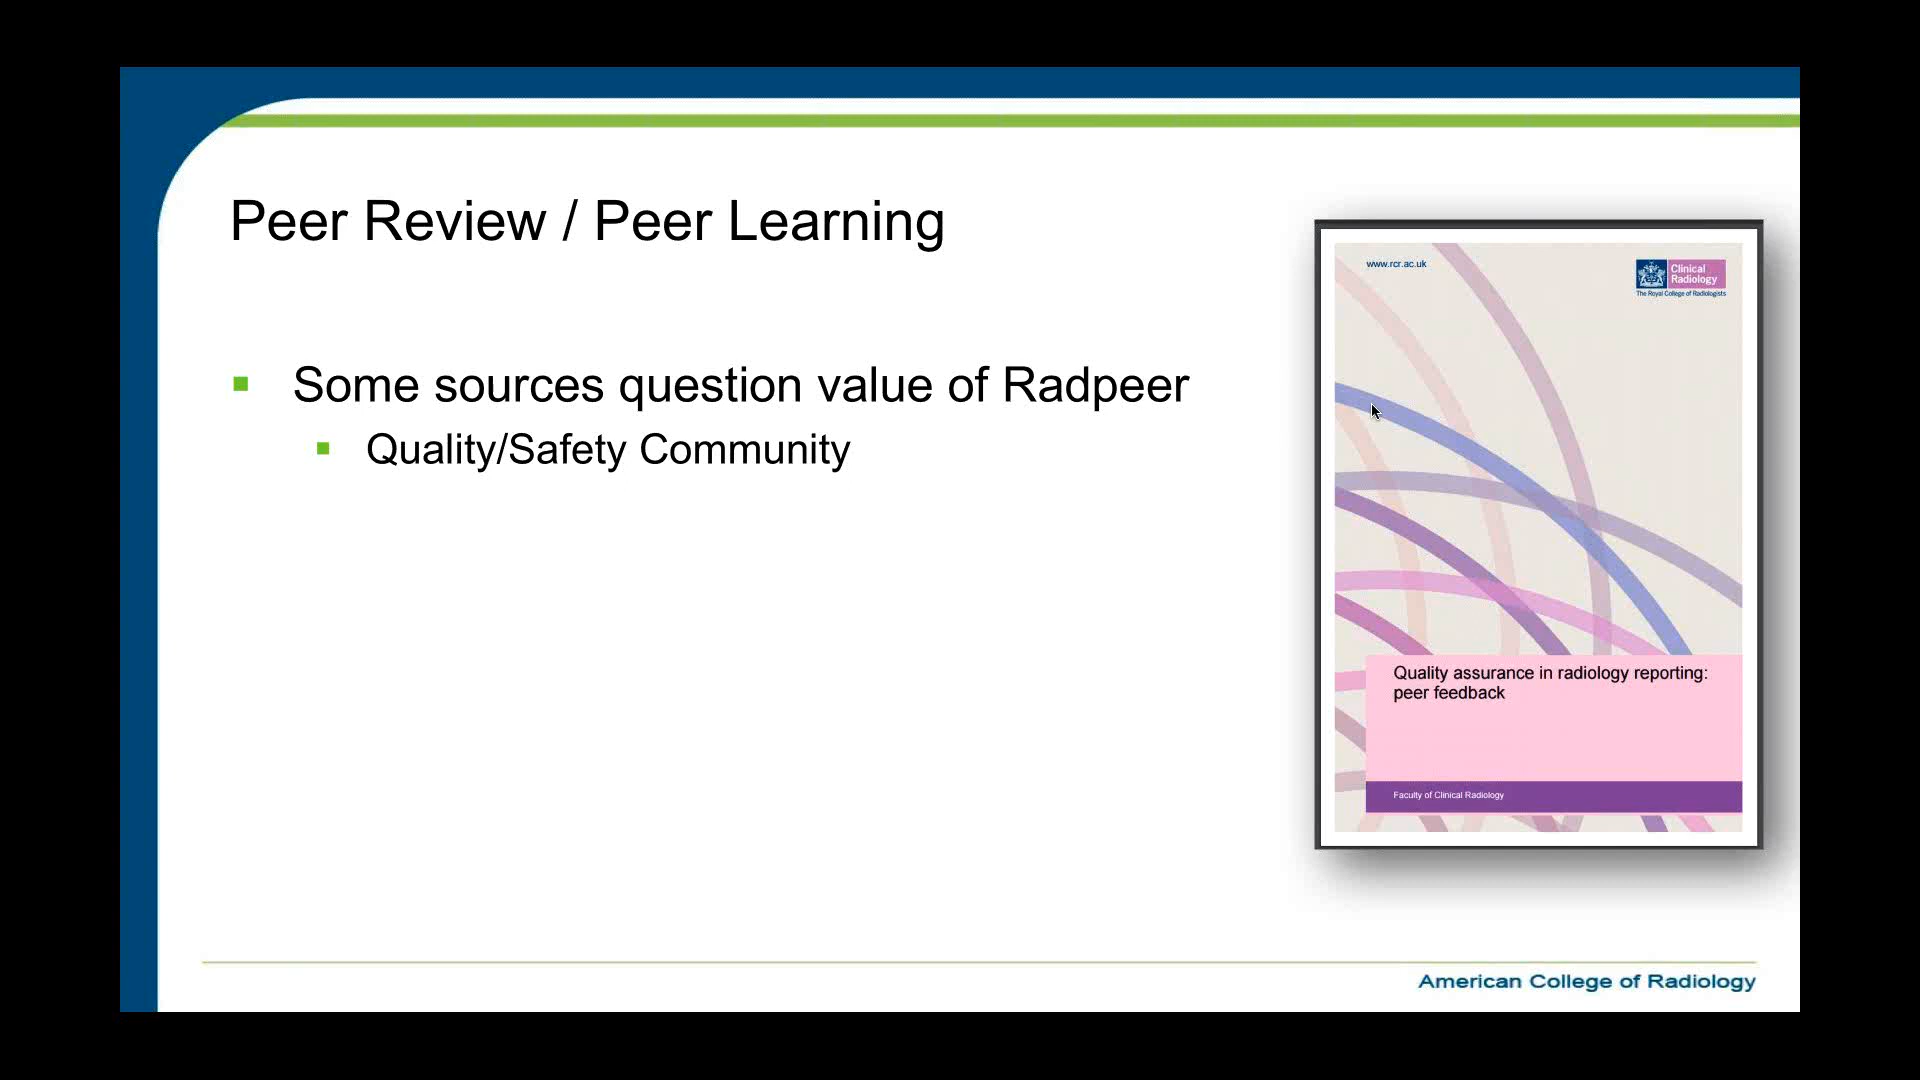 Peer Review / Peer Learning
Some sources question value of Radpeer
Quality/Safety Community
www.rcr.ac.uk
Clinical
Radiology
The Royal College of Radiologists
Quality assurance in radiology reporting:
peer feedback
Faculty of Clinical Radiology
American College of Radiology